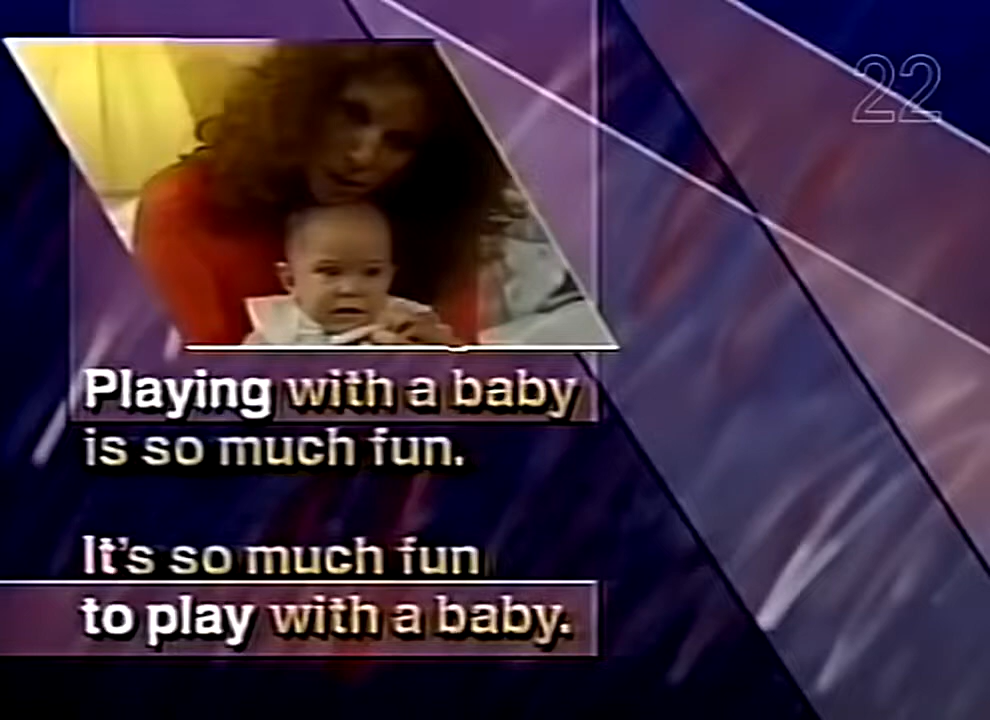 22
Playing with a baby
is so much fun.
It's so much fun
to play with a baby.